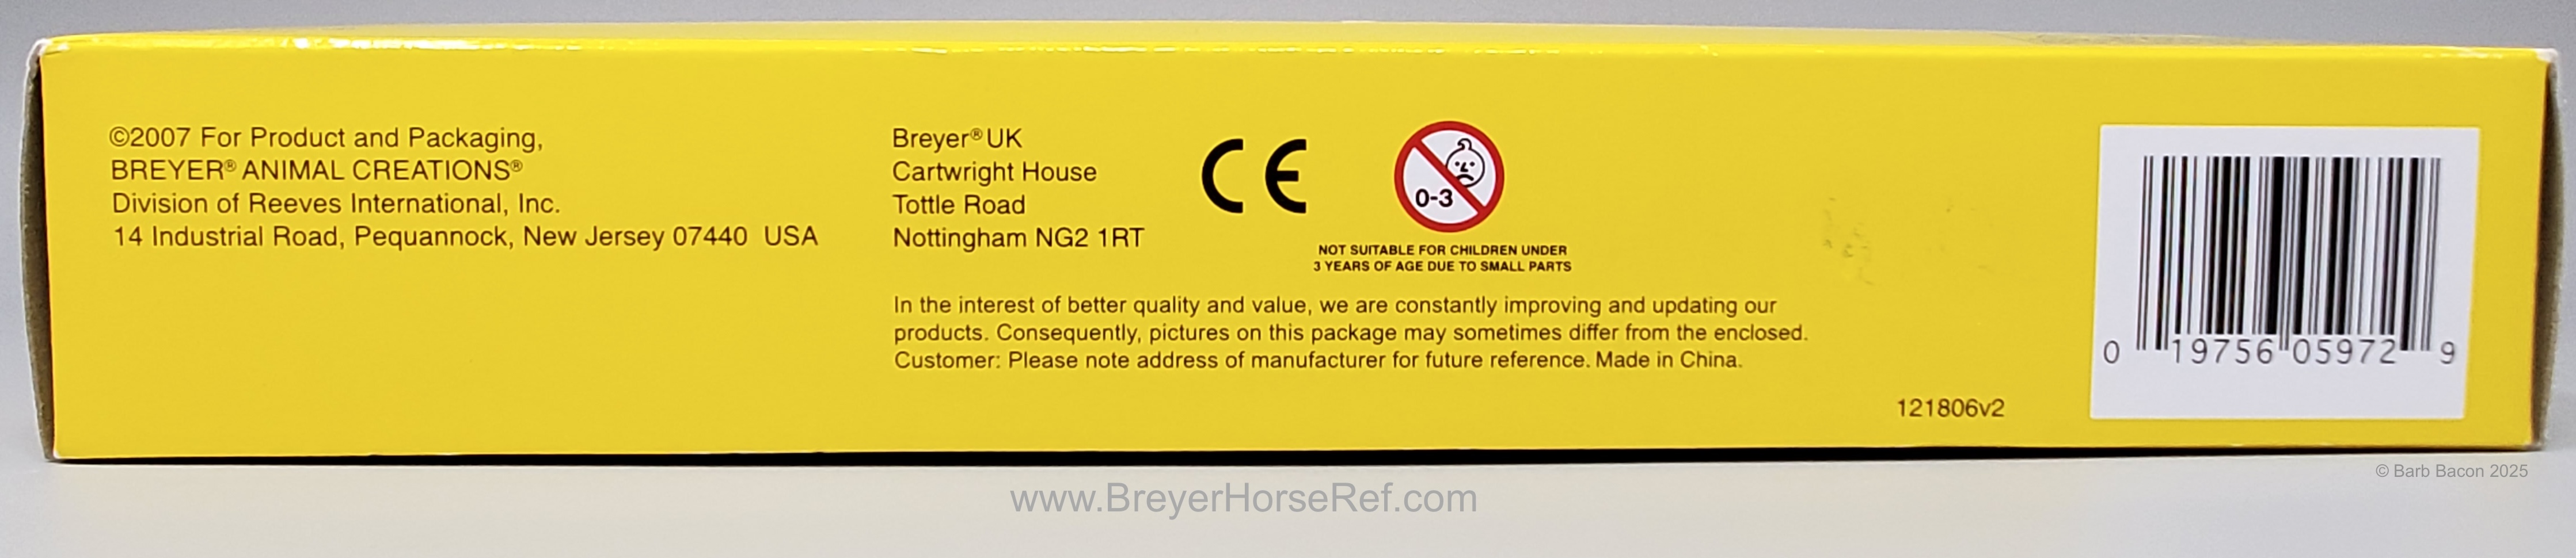 ©2007 For Product and Packaging,
BREYER® ANIMAL CREATIONS®
Division of Reeves International, Inc.
14 Industrial Road, Pequannock, New Jersey 07440 USA
Breyer® UK
Cartwright House
Tottle Road
Nottingham NG2 1RT
CE
0-3
NOT SUITABLE FOR CHILDREN UNDER
3 YEARS OF AGE DUE TO SMALL PARTS
In the interest of better quality and value, we are constantly improving and updating our
products. Consequently, pictures on this package may sometimes differ from the enclosed.
Customer: Please note address of manufacturer for future reference. Made in China.
121806v2
0 19756 05972 9
© Barb Bacon 2025
www.BreyerHorseRef.com